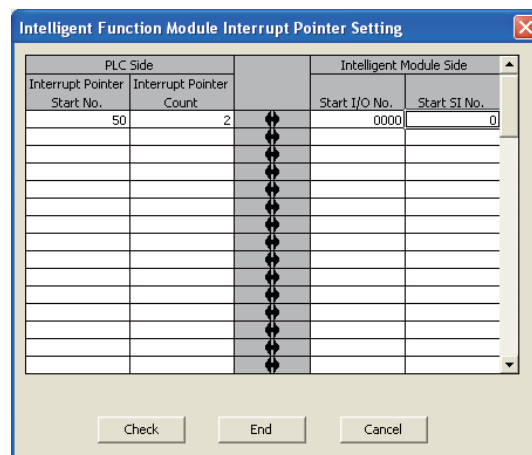 Intelligent Function Module Interrupt Pointer Setting
PLC Side Intelligent Module Side
Interrupt Pointer Start No. Interrupt Pointer Count Start I/O No. Start SI No.
50 2 0000 0
Check End Cancel